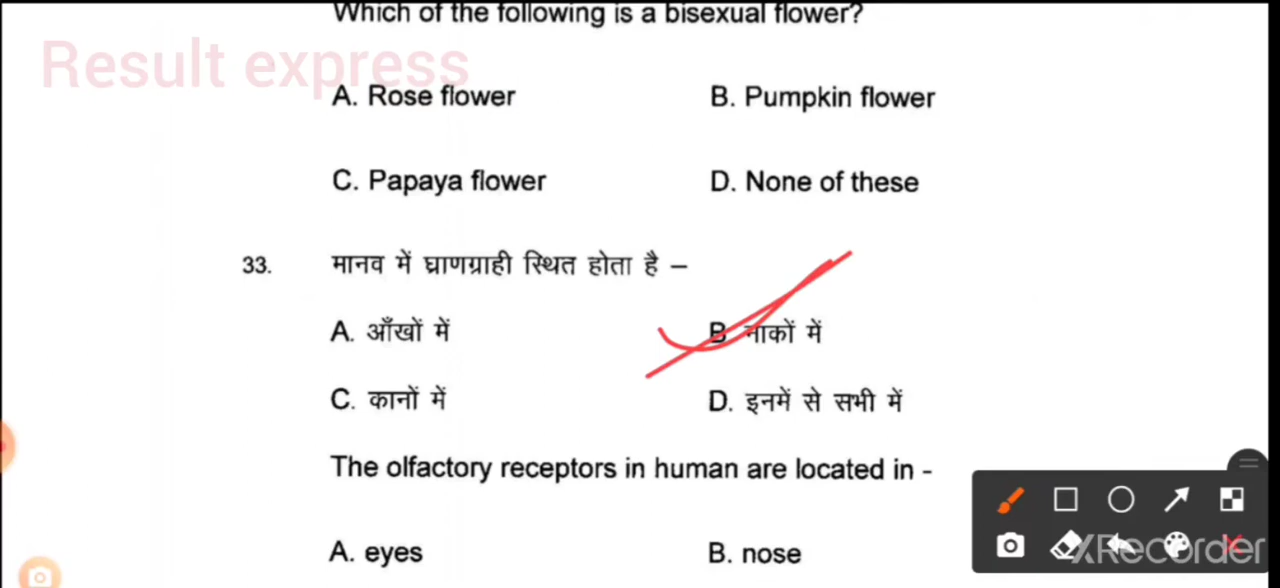 Which of the following is a bisexual flower?
Result express
A. Rose flower B. Pumpkin flower
C. Papaya flower D. None of these
33. मानव में घ्राणग्राही स्थित होता है –
A. आँखों में B नाकों में
C. कानों में D. इनमें से सभी में
The olfactory receptors in human are located in -
A. eyes B. nose
XRecorder